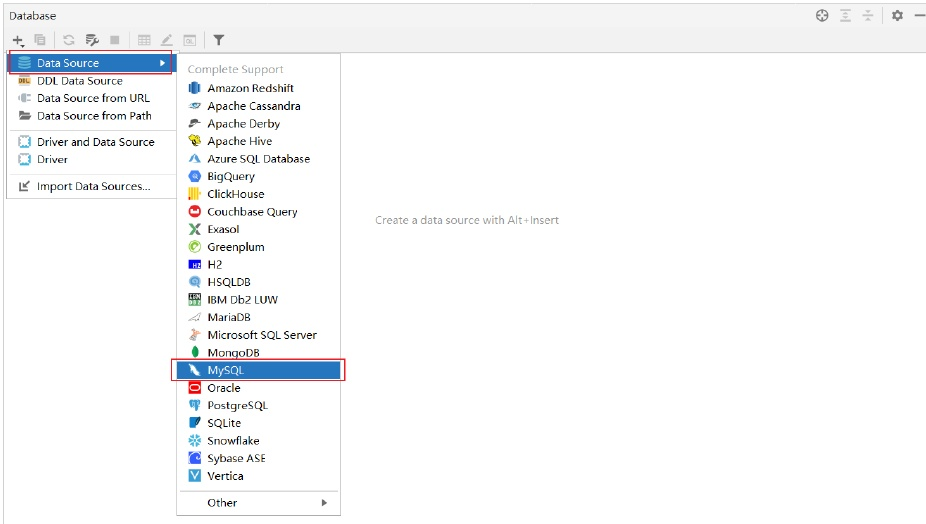 Database
Data Source
DDL Data Source
Data Source from URL
Data Source from Path
Driver and Data Source
Driver
Import Data Sources...
Complete Support
Amazon Redshift
Apache Cassandra
Apache Derby
Apache Hive
Azure SQL Database
BigQuery
ClickHouse
Couchbase Query
Exasol
Greenplum
H2
HSQLDB
IBM Db2 LUW
MariaDB
Microsoft SQL Server
MongoDB
MySQL
Oracle
PostgreSQL
SQLite
Snowflake
Sybase ASE
Vertica
Other
Create a data source with Alt+Insert